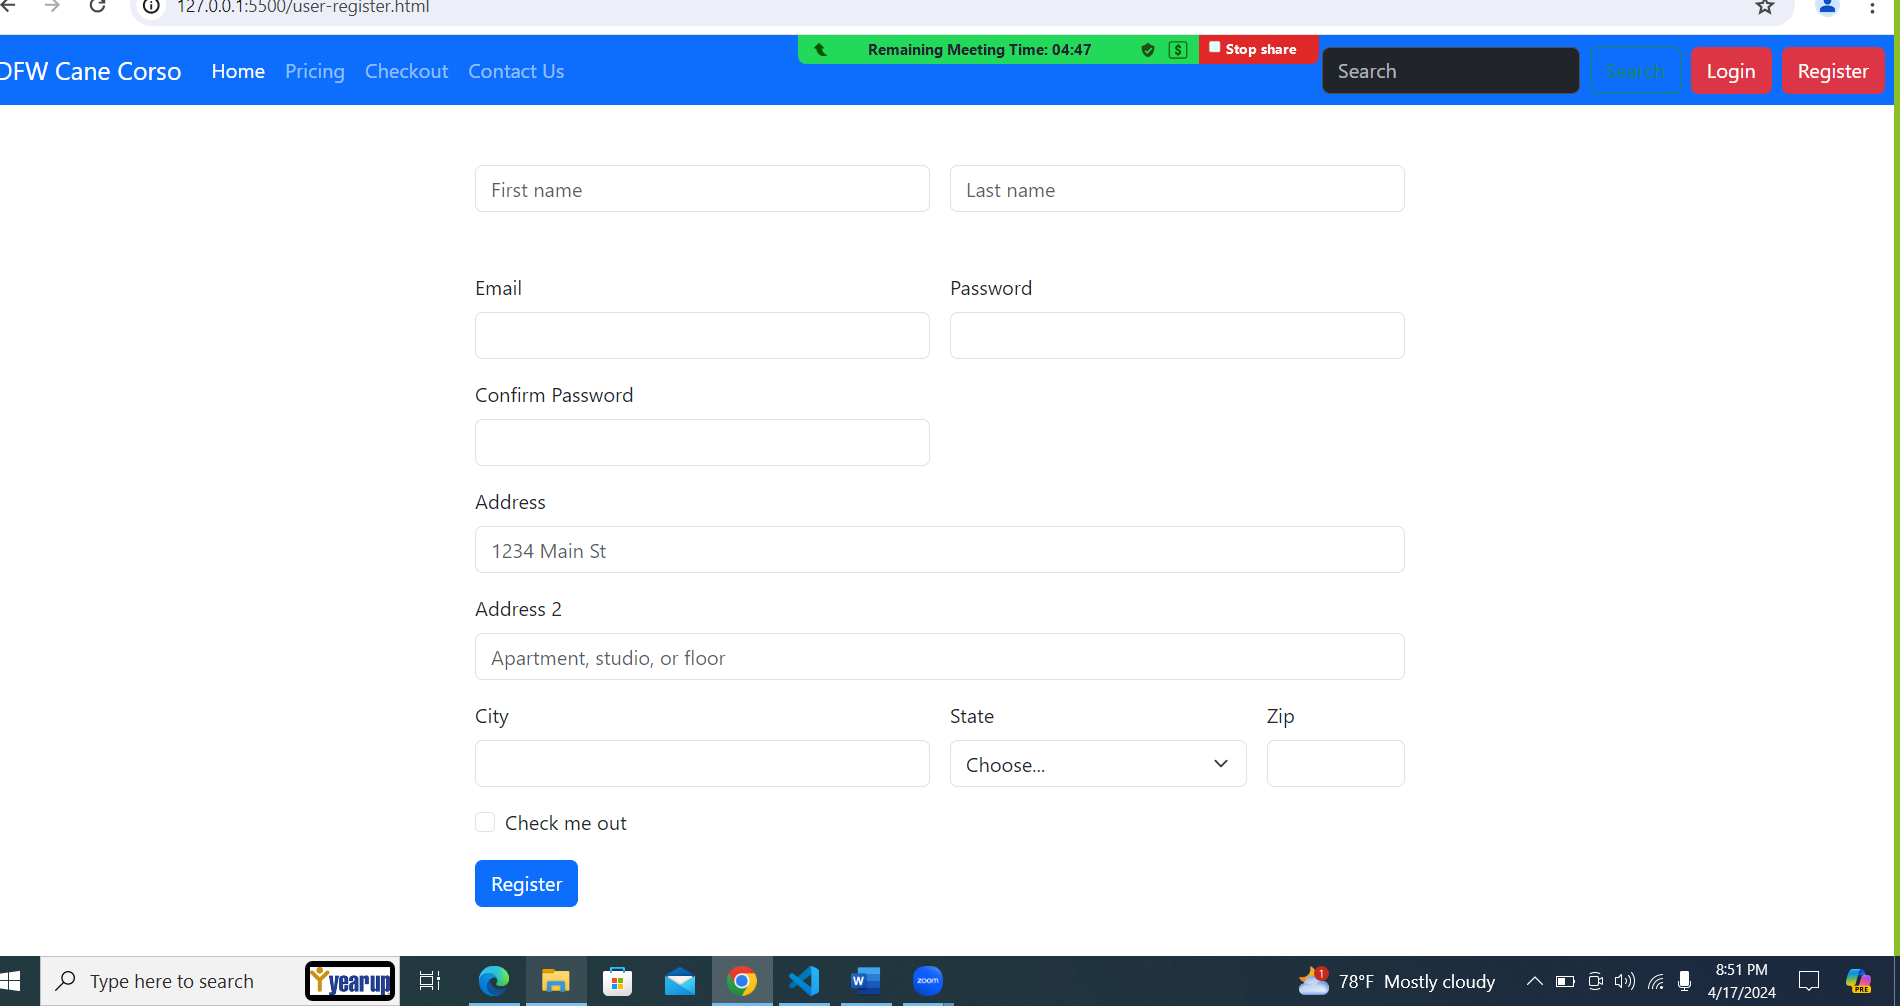 127.0.0.1:5500/user-register.html
Remaining Meeting Time: 04:47 $ Stop share
DFW Cane Corso Home Pricing Checkout Contact Us Search Search Login Register
First name Last name
Email Password
Confirm Password
Address
1234 Main St
Address 2
Apartment, studio, or floor
City State Zip
Choose...
Check me out
Register
Type here to search yearup W zoom 1 78°F Mostly cloudy 8:51 PM
4/17/2024 PRE